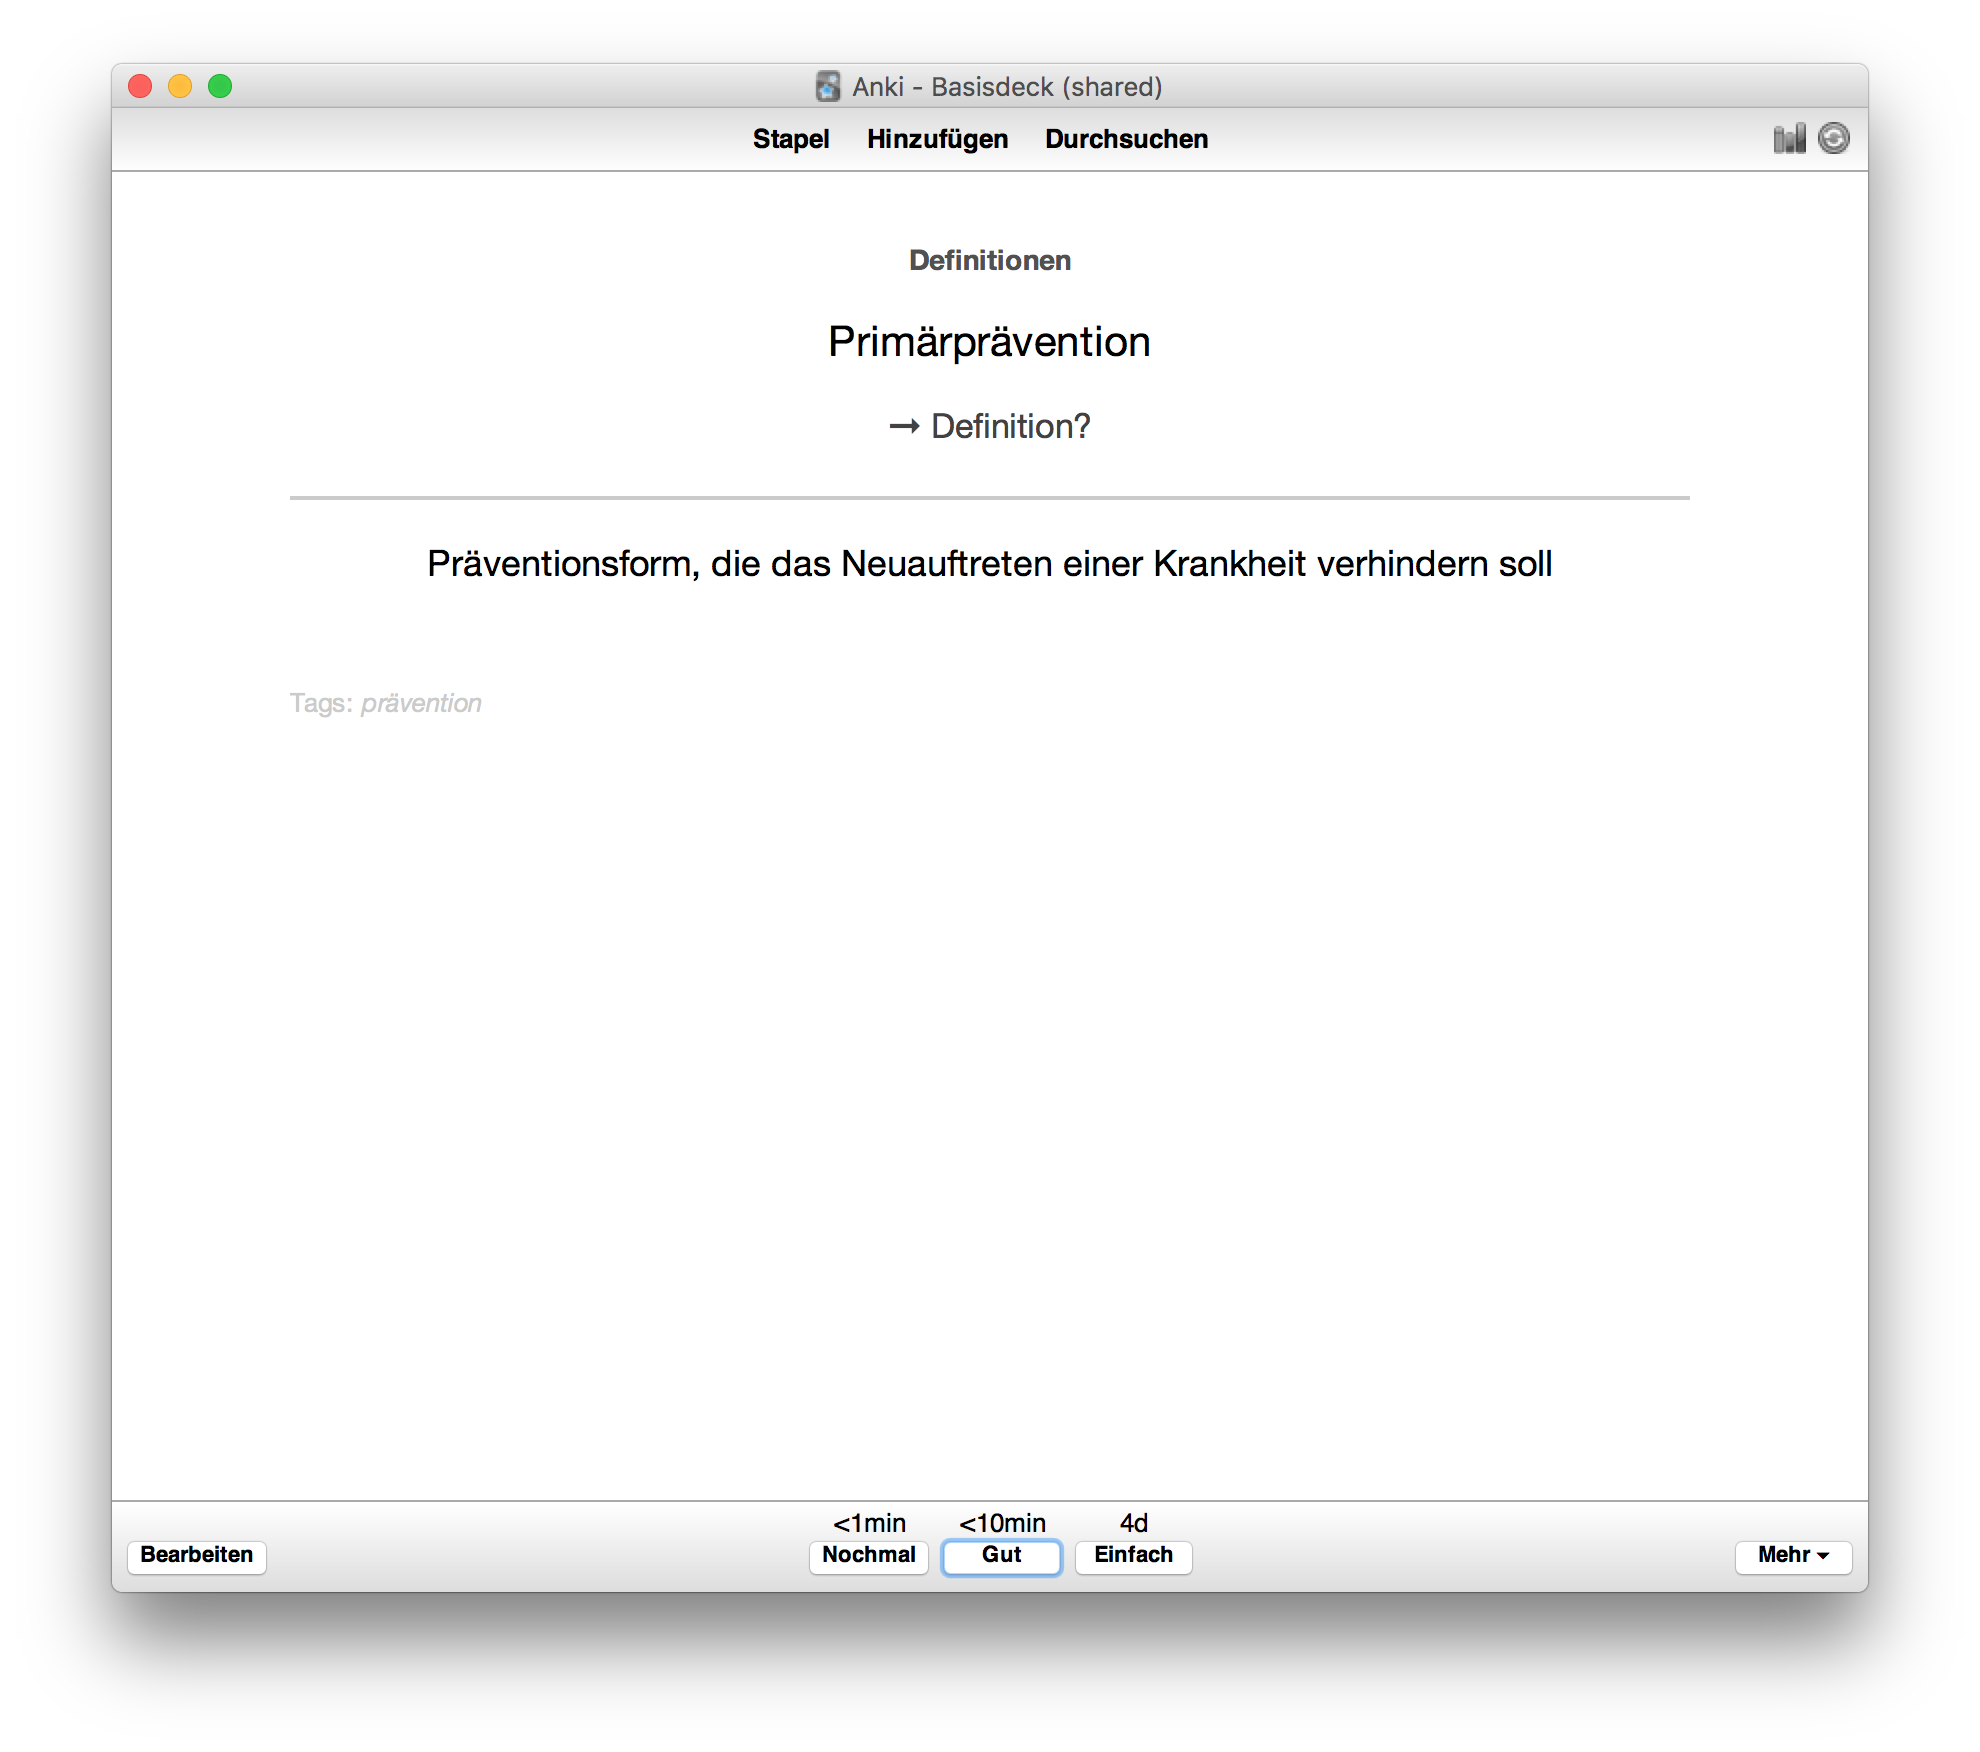 Anki - Basisdeck (shared)
Stapel Hinzufügen Durchsuchen
Definitionen
Primärprävention
→ Definition?
Präventionsform, die das Neuauftreten einer Krankheit verhindern soll
Tags: prävention
<1min <10min 4d
Bearbeiten Nochmal Gut Einfach Mehr